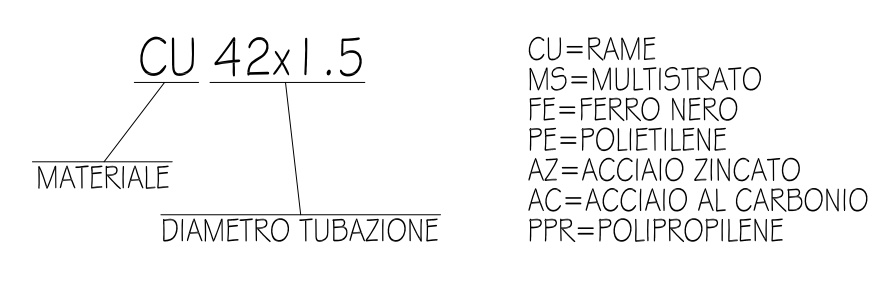 CU 42x1.5
MATERIALE
DIAMETRO TUBAZIONE
CU=RAME
MS=MULTISTRATO
FE=FERRO NERO
PE=POLIETILENE
AZ=ACCIAIO ZINCATO
AC=ACCIAIO AL CARBONIO
PPR=POLIPROPILENE